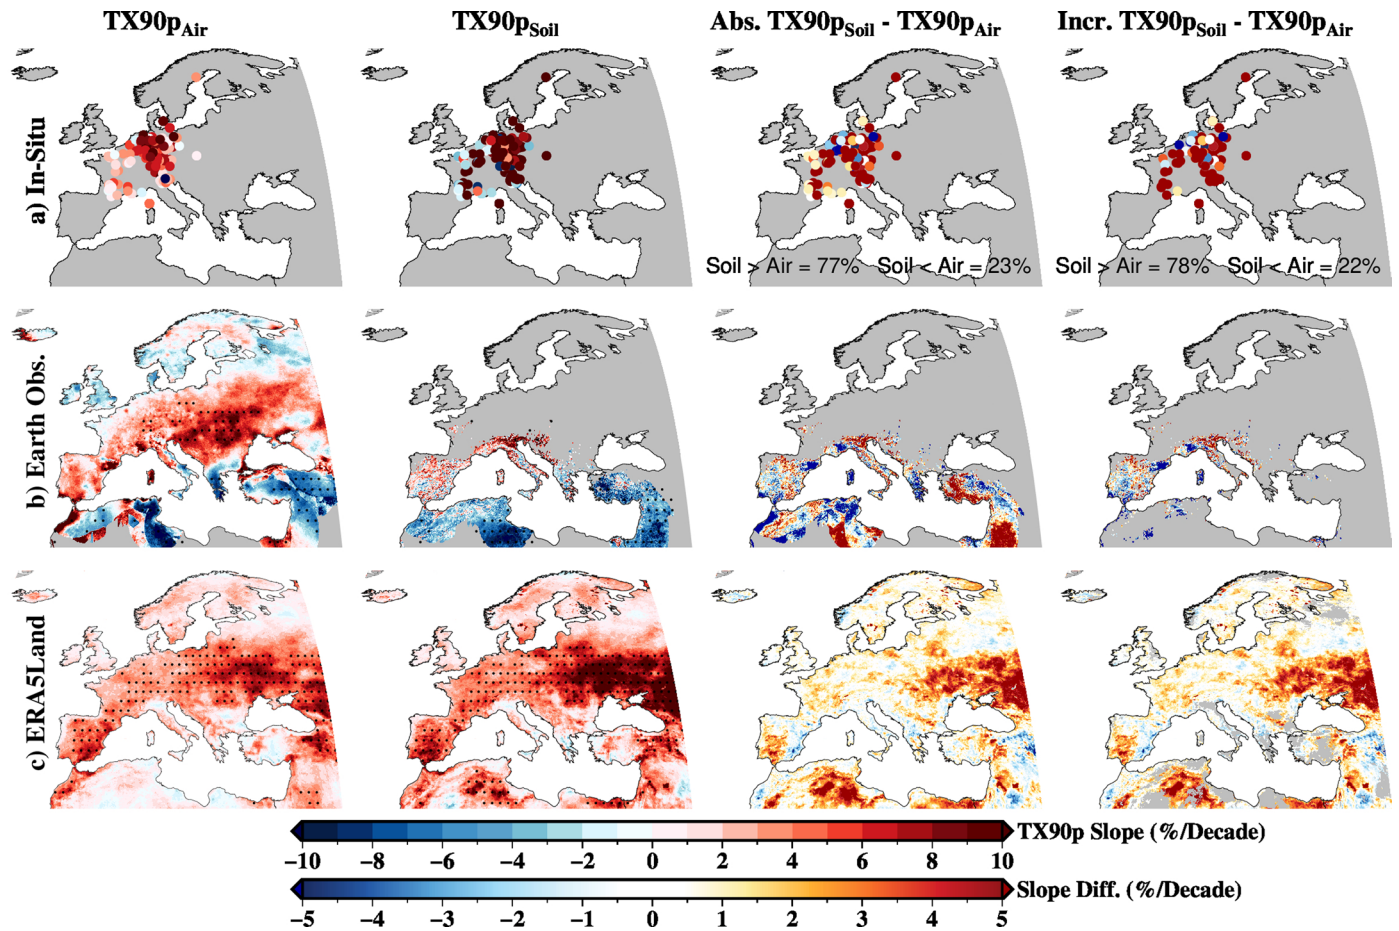 TX90pAir TX90pSoil Abs. TX90pSoil - TX90pAir Incr. TX90pSoil - TX90pAir
a) In-Situ
Soil > Air = 77% Soil < Air = 23% Soil > Air = 78% Soil < Air = 22%
b) Earth Obs.
c) ERA5Land
TX90p Slope (%/Decade)
−10 −8 −6 −4 −2 0 2 4 6 8 10
Slope Diff. (%/Decade)
−5 −4 −3 −2 −1 0 1 2 3 4 5